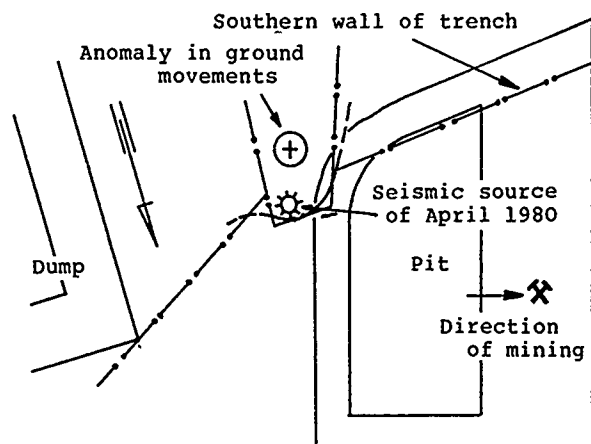 Southern wall of trench
Anomaly in ground
movements
Seismic source
of April 1980
Dump
Pit
Direction
of mining